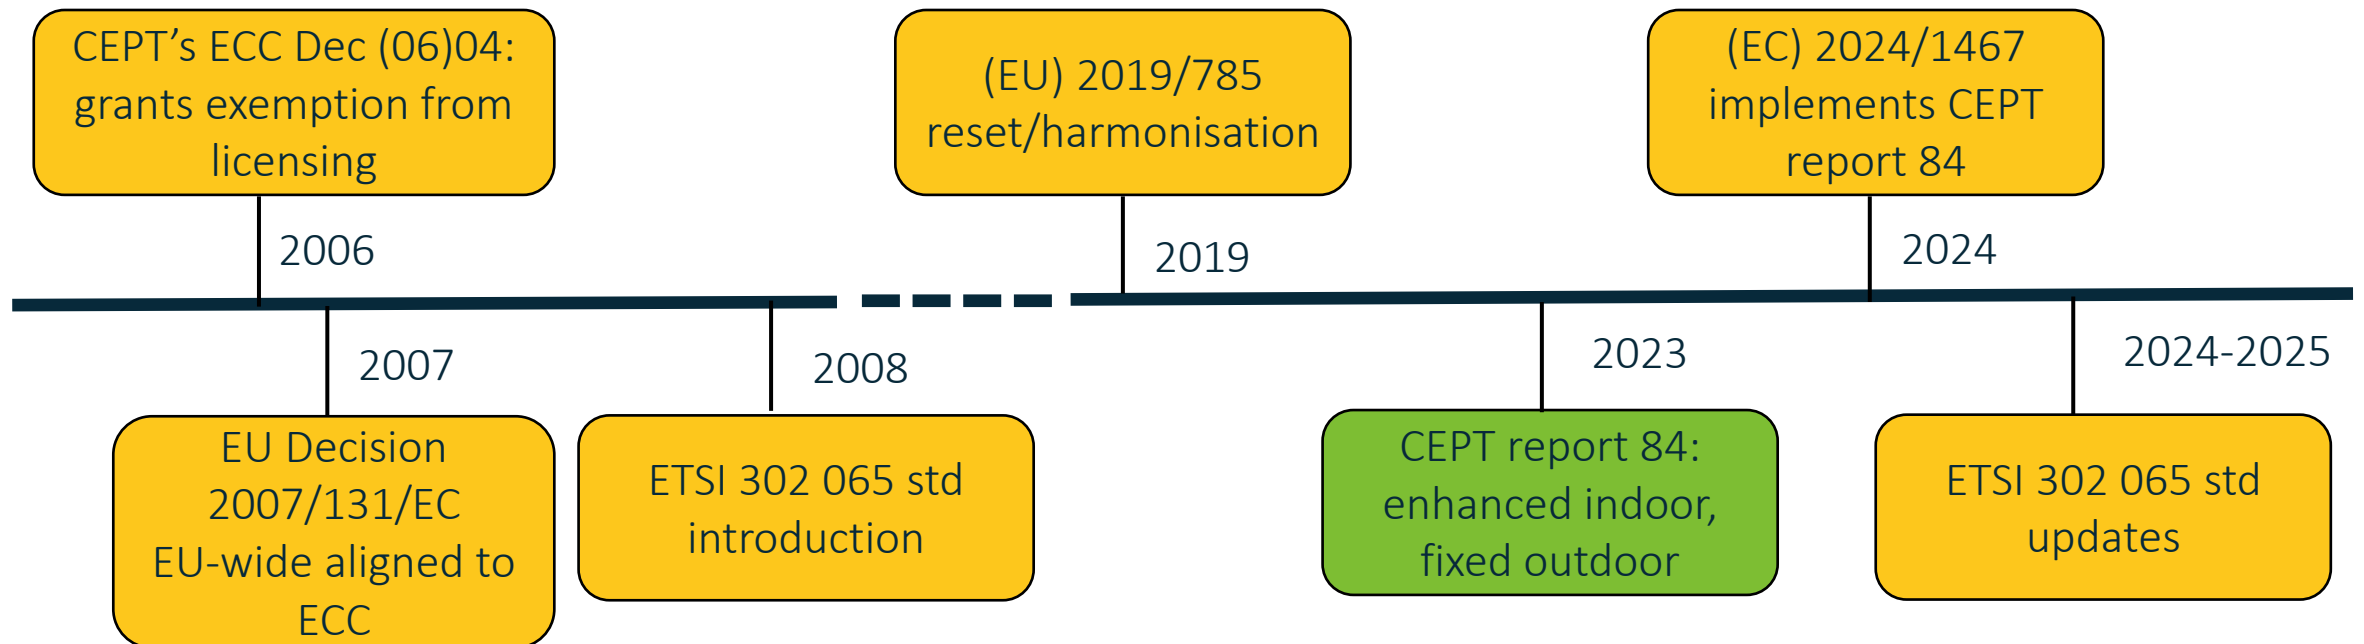 CEPT’s ECC Dec (06)04:
grants exemption from
licensing
(EU) 2019/785
reset/harmonisation
(EC) 2024/1467
implements CEPT
report 84
2006
2019
2024
2007
2008
2023
2024-2025
EU Decision
2007/131/EC
EU-wide aligned to
ECC
ETSI 302 065 std
introduction
CEPT report 84:
enhanced indoor,
fixed outdoor
ETSI 302 065 std
updates